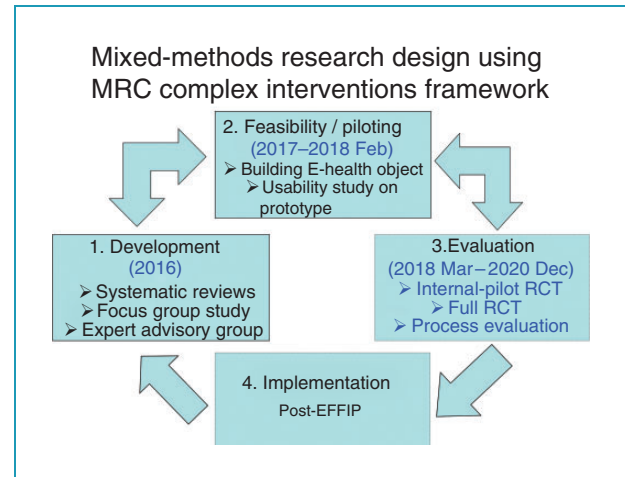 Mixed-methods research design using
MRC complex interventions framework
2. Feasibility / piloting
(2017–2018 Feb)
➢ Building E-health object
➢ Usability study on
prototype
1. Development
(2016)
➢ Systematic reviews
➢ Focus group study
➢ Expert advisory group
3.Evaluation
(2018 Mar–2020 Dec)
➢ Internal-pilot RCT
➢ Full RCT
➢ Process evaluation
4. Implementation
Post-EFFIP